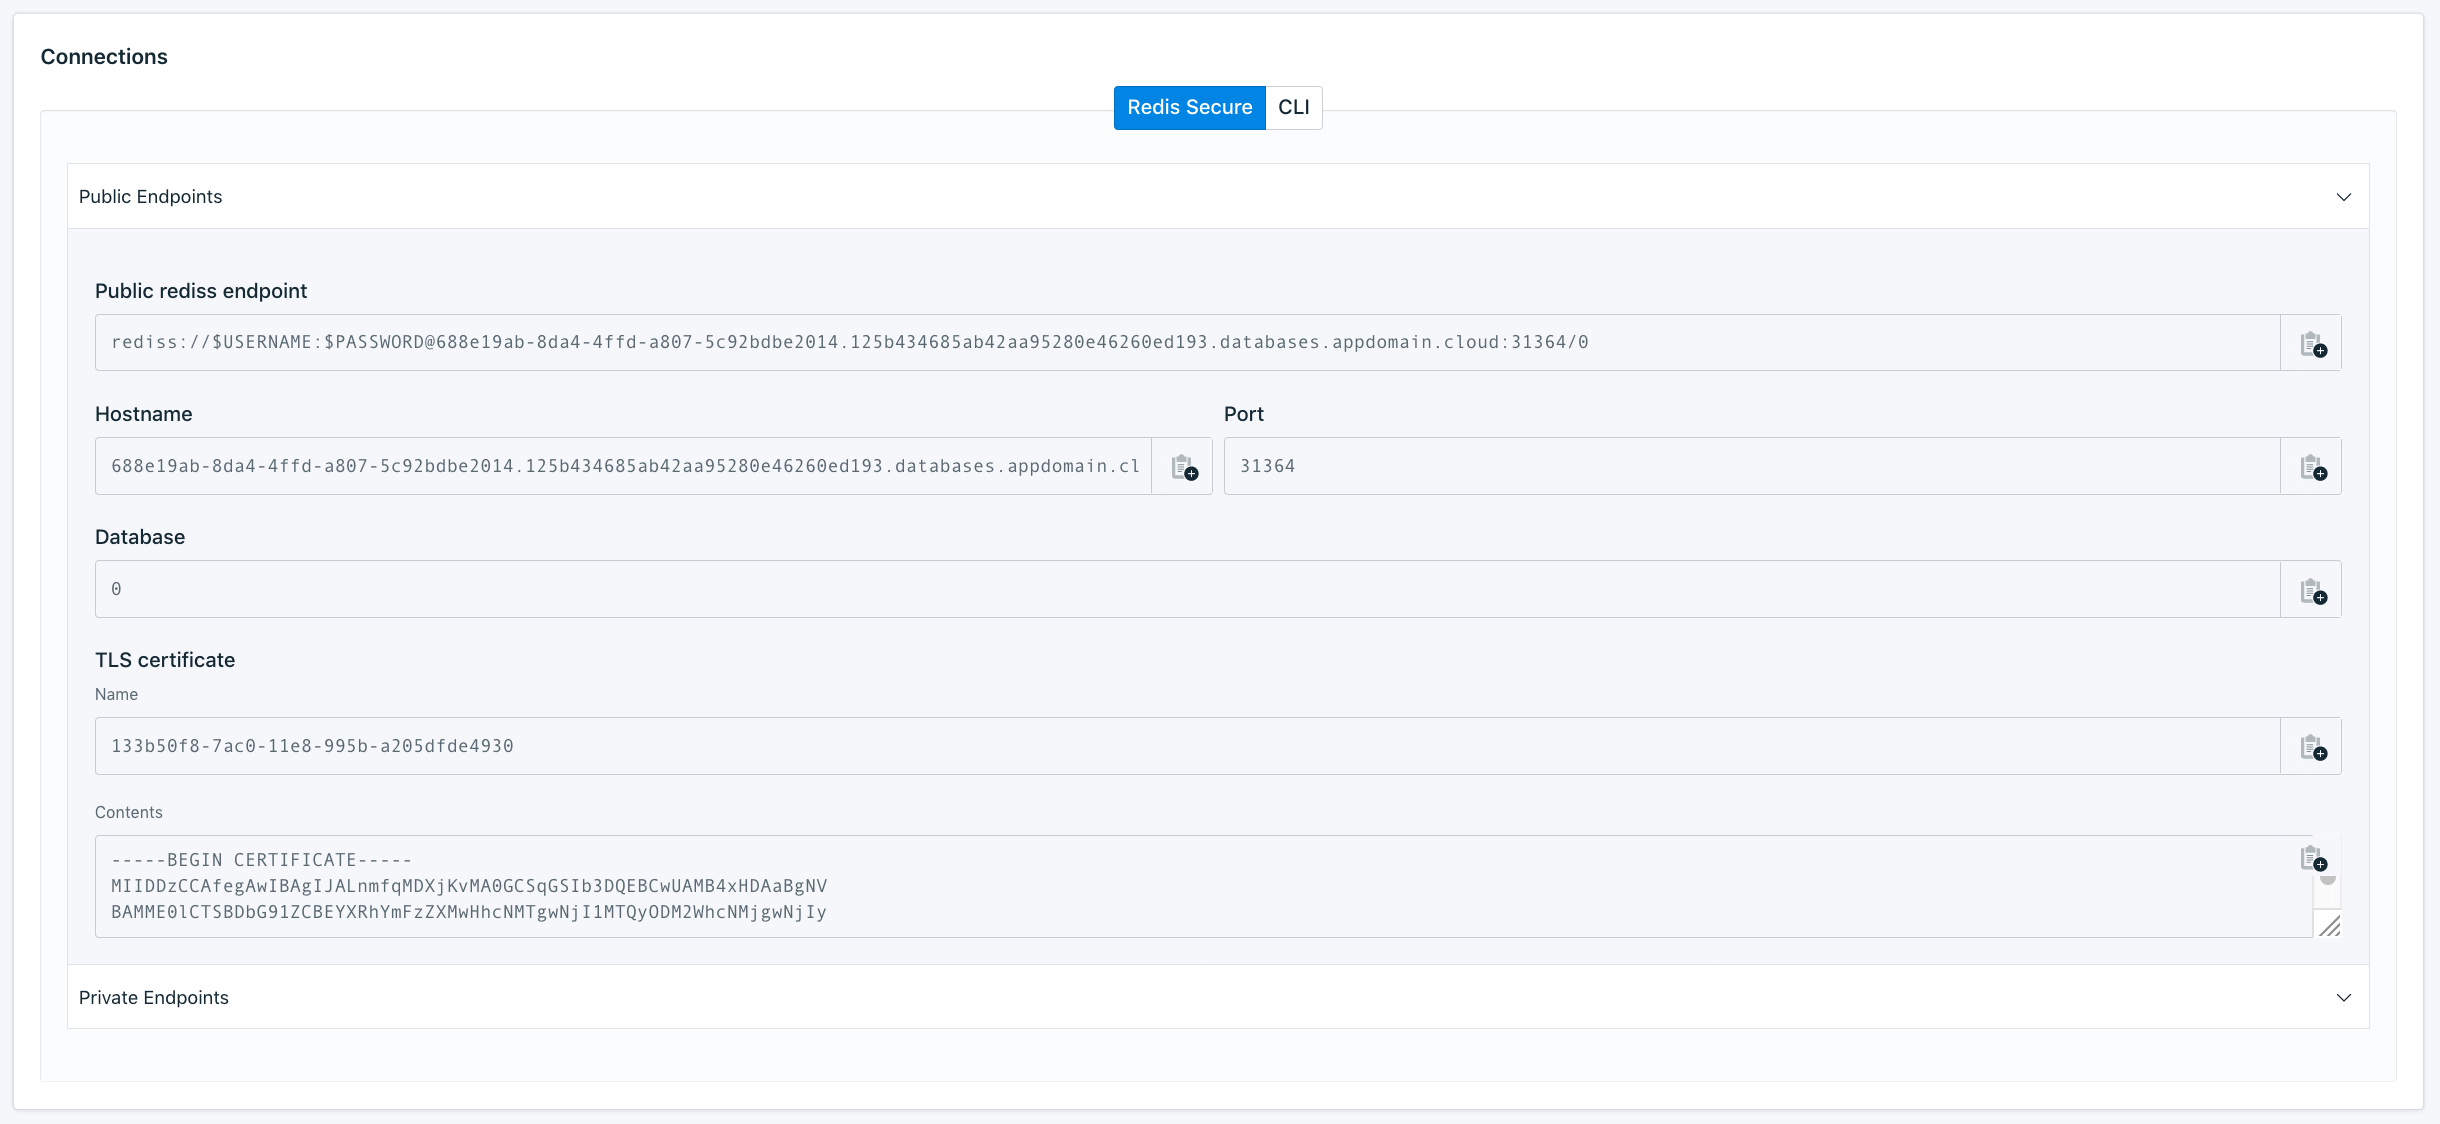 Connections
Redis Secure CLI
Public Endpoints
Public rediss endpoint
rediss://$USERNAME:$PASSWORD@688e19ab-8da4-4ffd-a807-5c92bdbe2014.125b434685ab42aa95280e46260ed193.databases.appdomain.cloud:31364/0
Hostname Port
688e19ab-8da4-4ffd-a807-5c92bdbe2014.125b434685ab42aa95280e46260ed193.databases.appdomain.cl 31364
Database
0
TLS certificate
Name
133b50f8-7ac0-11e8-995b-a205dfde4930
Contents
-----BEGIN CERTIFICATE-----
MIIDDzCCAfegAwIBAgIJALnmfqMDXjKvMA0GCSqGSIb3DQEBCwUAMB4xHDAaBgNV
BAMME0lCTSBDbG91ZCBEYXRhYmFzZXMwHhcNMTgwNjI1MTQyODM2WhcNMjgwNjIy
Private Endpoints